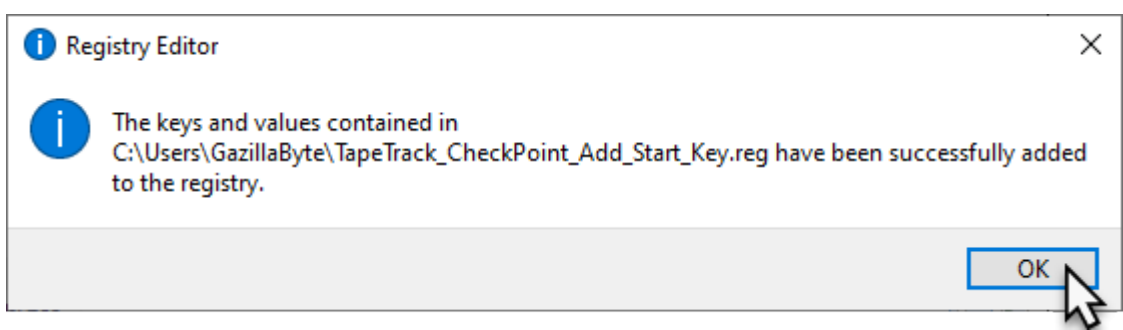 Registry Editor
The keys and values contained in
C:\Users\GazillaByte\TapeTrack_CheckPoint_Add_Start_Key.reg have been successfully added
to the registry.
OK